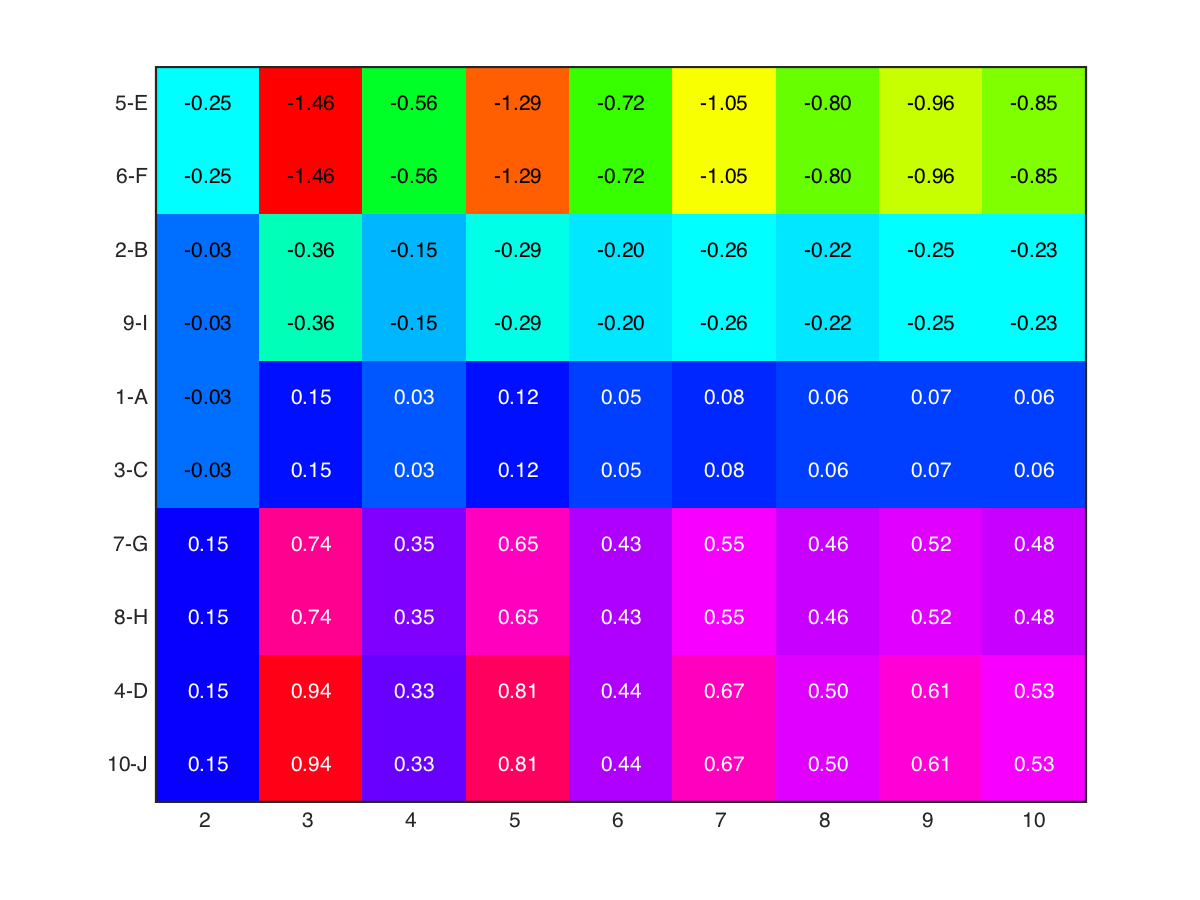 5-E -0.25 -1.46 -0.56 -1.29 -0.72 -1.05 -0.80 -0.96 -0.85
6-F -0.25 -1.46 -0.56 -1.29 -0.72 -1.05 -0.80 -0.96 -0.85
2-B -0.03 -0.36 -0.15 -0.29 -0.20 -0.26 -0.22 -0.25 -0.23
9-I -0.03 -0.36 -0.15 -0.29 -0.20 -0.26 -0.22 -0.25 -0.23
1-A -0.03 0.15 0.03 0.12 0.05 0.08 0.06 0.07 0.06
3-C -0.03 0.15 0.03 0.12 0.05 0.08 0.06 0.07 0.06
7-G 0.15 0.74 0.35 0.65 0.43 0.55 0.46 0.52 0.48
8-H 0.15 0.74 0.35 0.65 0.43 0.55 0.46 0.52 0.48
4-D 0.15 0.94 0.33 0.81 0.44 0.67 0.50 0.61 0.53
10-J 0.15 0.94 0.33 0.81 0.44 0.67 0.50 0.61 0.53
2 3 4 5 6 7 8 9 10